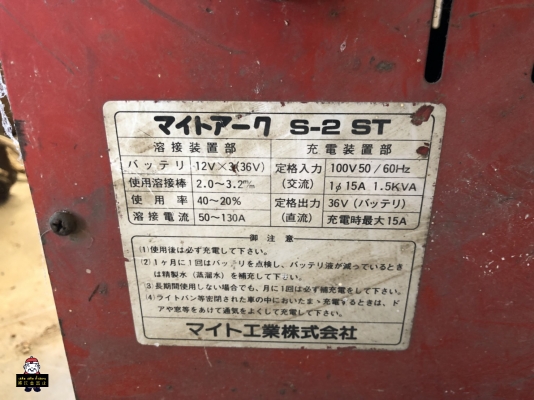 マイトアーク S-2 ST
溶接装置部 充電装置部
バッテリ 12V×3(36V) 定格入力(交流) 100V 50/60Hz
使用溶接棒 2.0～3.2m/m 1φ 15A 1.5KVA
使用率 40～20% 定格出力(直流) 36V(バッテリ)
溶接電流 50～130A 充電時最大15A
御注意
(1)使用後は必ず充電して下さい。
(2)1ヶ月に1回はバッテリを点検し、バッテリ液が減っているとき
は精製水(蒸溜水)を補充して下さい。
(3)長期間使用しない場合でも、月に1回は必ず補充電をして下さい。
(4)ライトバン等密閉された車の中においたまゝ充電するときは、ド
アや窓等をあけて通気をよくして充電して下さい。
マイト工業株式会社